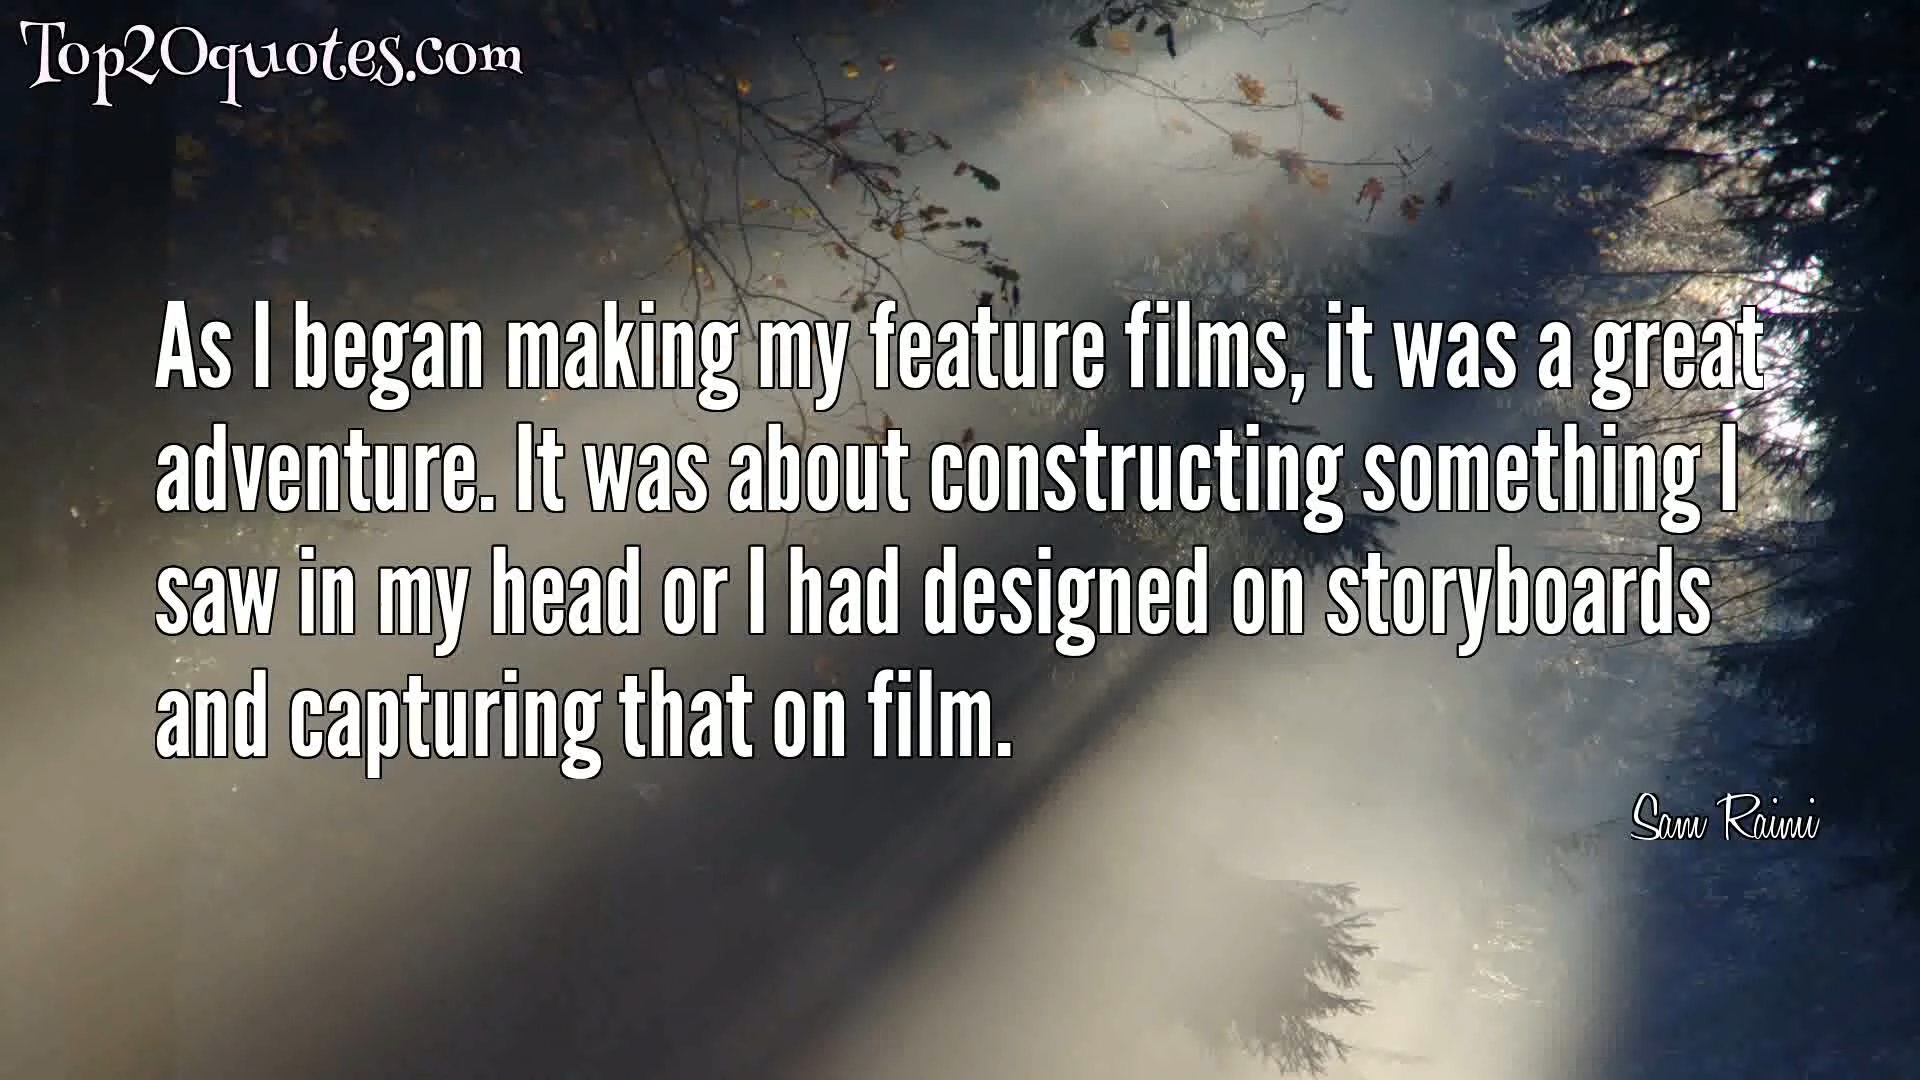 Top20quotes.com
As I began making my feature films, it was a great
adventure. It was about constructing something I
saw in my head or I had designed on storyboards
and capturing that on film.
Sam Raimi